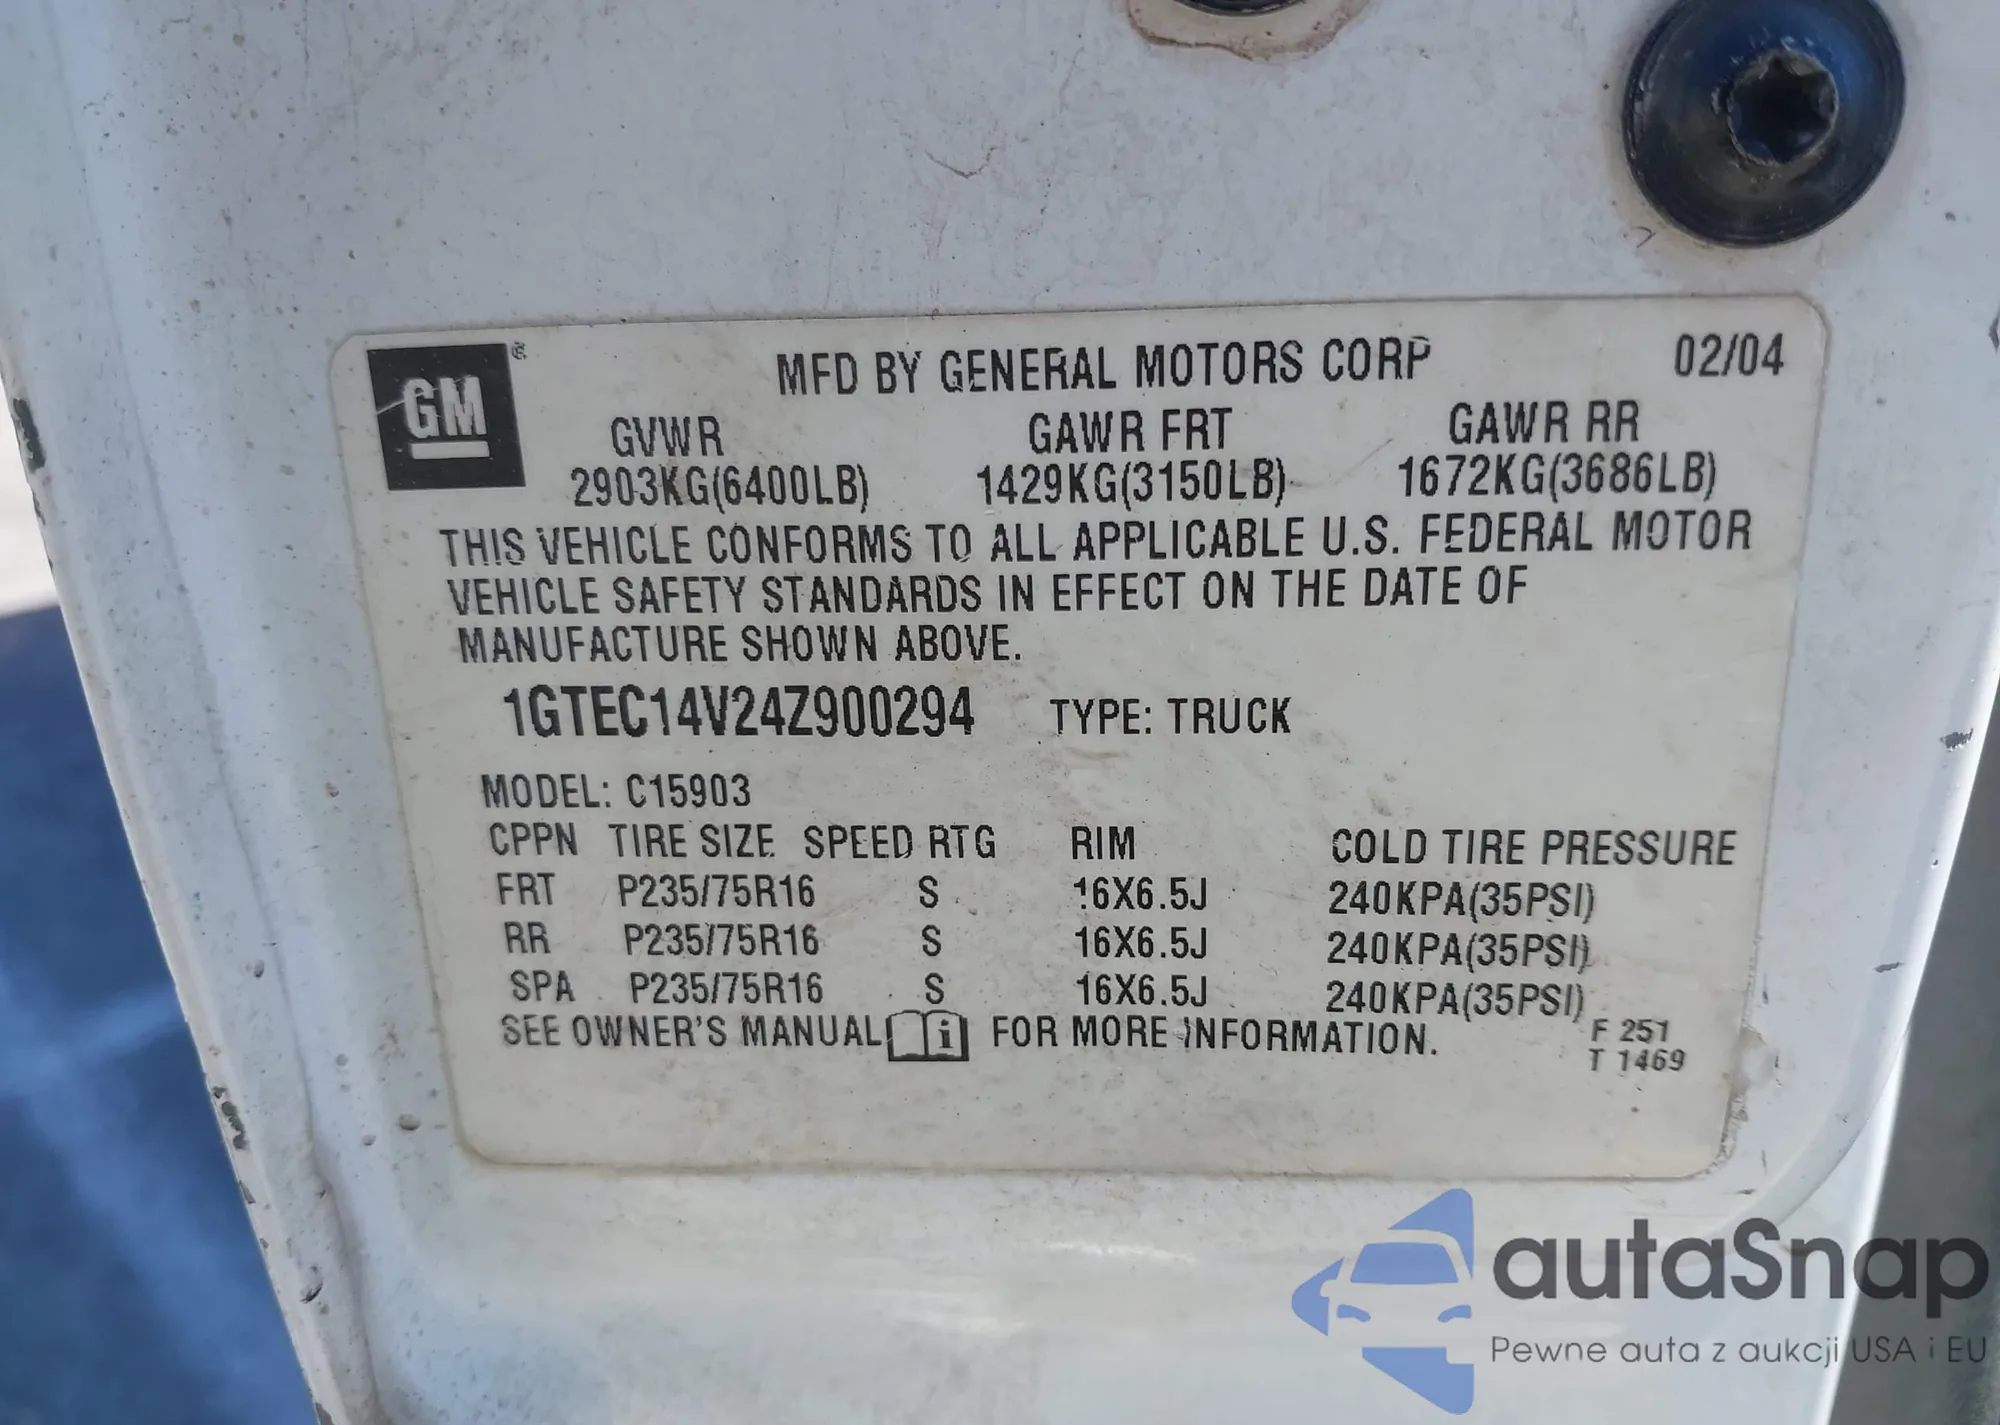 GM ®
MFD BY GENERAL MOTORS CORP 02/04
GVWR GAWR FRT GAWR RR
2903KG(6400LB) 1429KG(3150LB) 1672KG(3686LB)
THIS VEHICLE CONFORMS TO ALL APPLICABLE U.S. FEDERAL MOTOR
VEHICLE SAFETY STANDARDS IN EFFECT ON THE DATE OF
MANUFACTURE SHOWN ABOVE.
1GTEC14V24Z900294 TYPE: TRUCK
MODEL: C15903
CPPN TIRE SIZE SPEED RTG RIM COLD TIRE PRESSURE
FRT P235/75R16 S 16X6.5J 240KPA(35PSI)
RR P235/75R16 S 16X6.5J 240KPA(35PSI)
SPA P235/75R16 S 16X6.5J 240KPA(35PSI)
SEE OWNER'S MANUAL i FOR MORE INFORMATION.
F 251
T 1469
autaSnap
Pewne auta z aukcji USA i EU